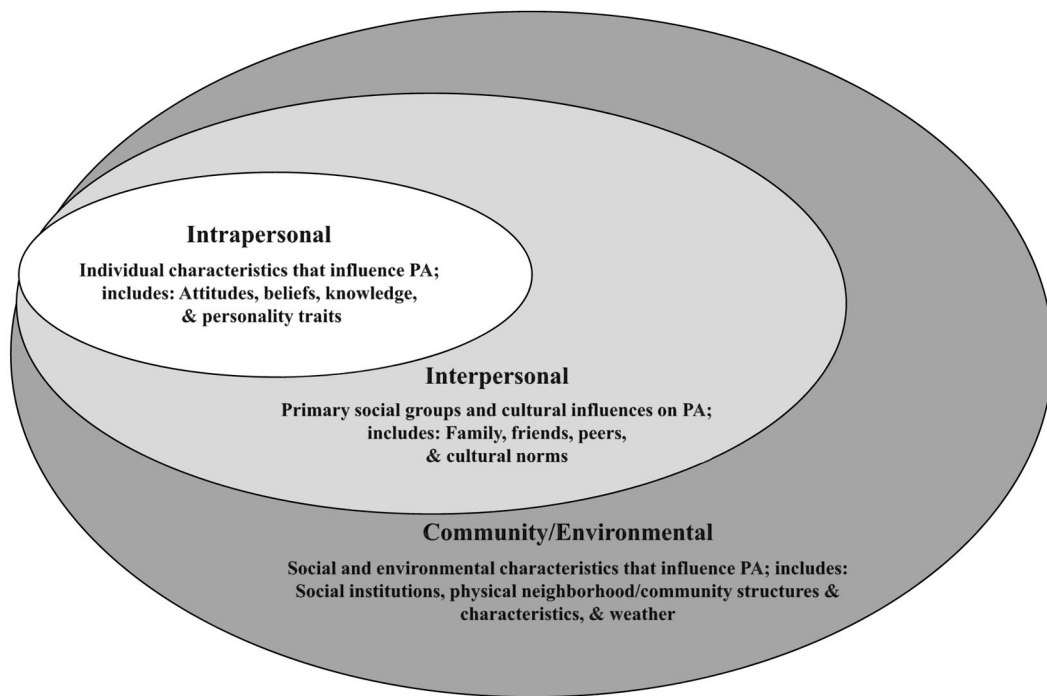 Intrapersonal
Individual characteristics that influence PA;
includes: Attitudes, beliefs, knowledge,
& personality traits
Interpersonal
Primary social groups and cultural influences on PA;
includes: Family, friends, peers,
& cultural norms
Community/Environmental
Social and environmental characteristics that influence PA; includes:
Social institutions, physical neighborhood/community structures &
characteristics, & weather